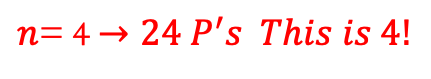 n= 4 → 24 P's This is 4!